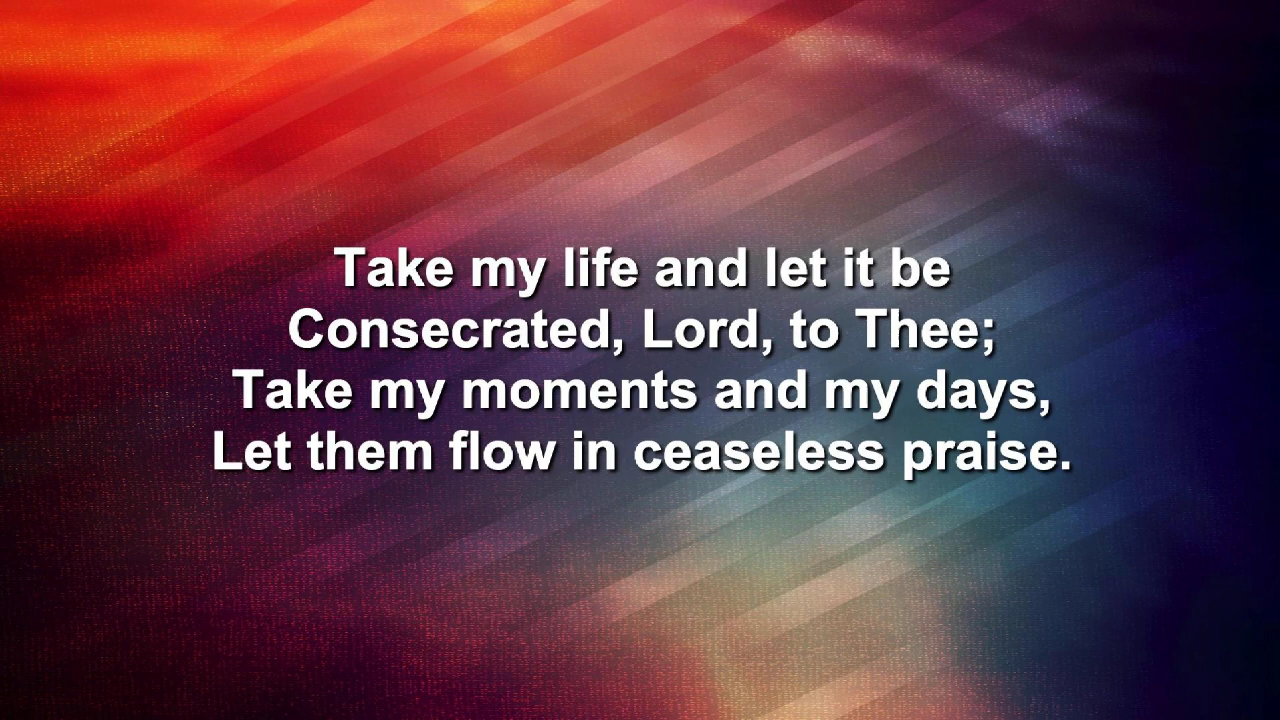 Take my life and let it be
Consecrated, Lord, to Thee;
Take my moments and my days,
Let them flow in ceaseless praise.